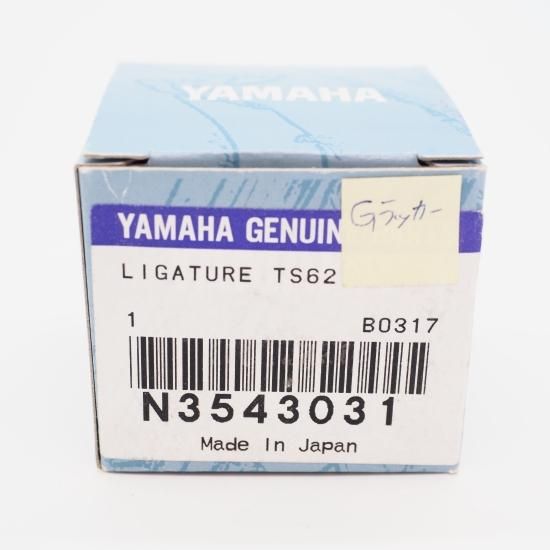 YAMAHA
YAMAHA GENUIN
Gラッカー
LIGATURE TS62
1 B0317
N3543031
Made In Japan